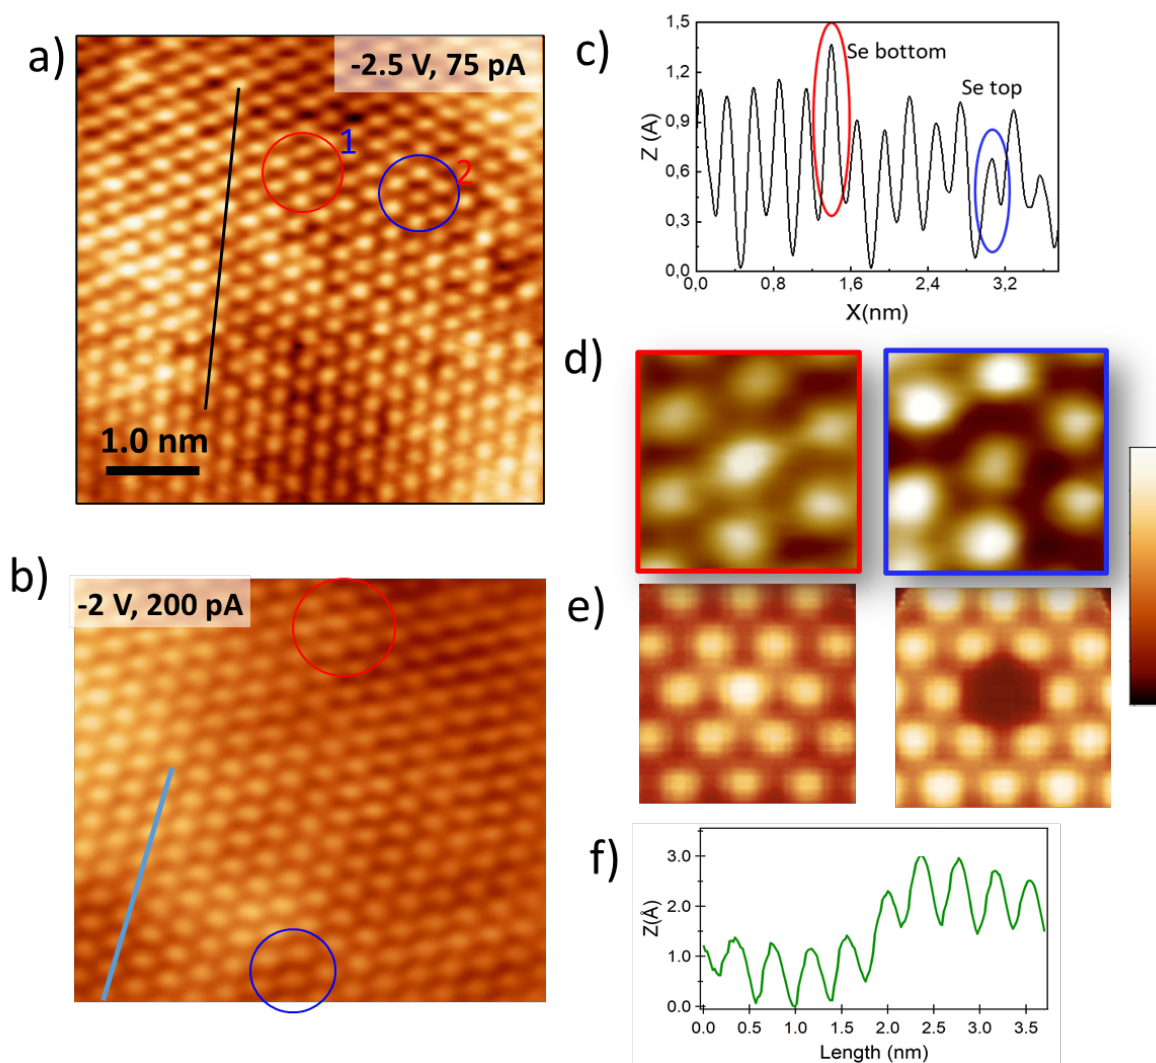 a)
-2.5 V, 75 pA
1
2
1.0 nm
b)
-2 V, 200 pA
c)
Z (A)
1,5
1,2
0,9
0,6
0,3
0,0
Se bottom
Se top
0,0 0,8 1,6 2,4 3,2
X(nm)
d)
e)
f)
Z(Å)
3.0
2.0
1.0
0.0
0.0 0.5 1.0 1.5 2.0 2.5 3.0 3.5
Length (nm)